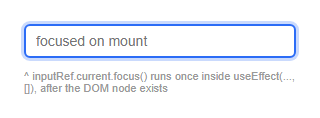 focused on mount
^ inputRef.current.focus() runs once inside useEffect(...,
[]), after the DOM node exists